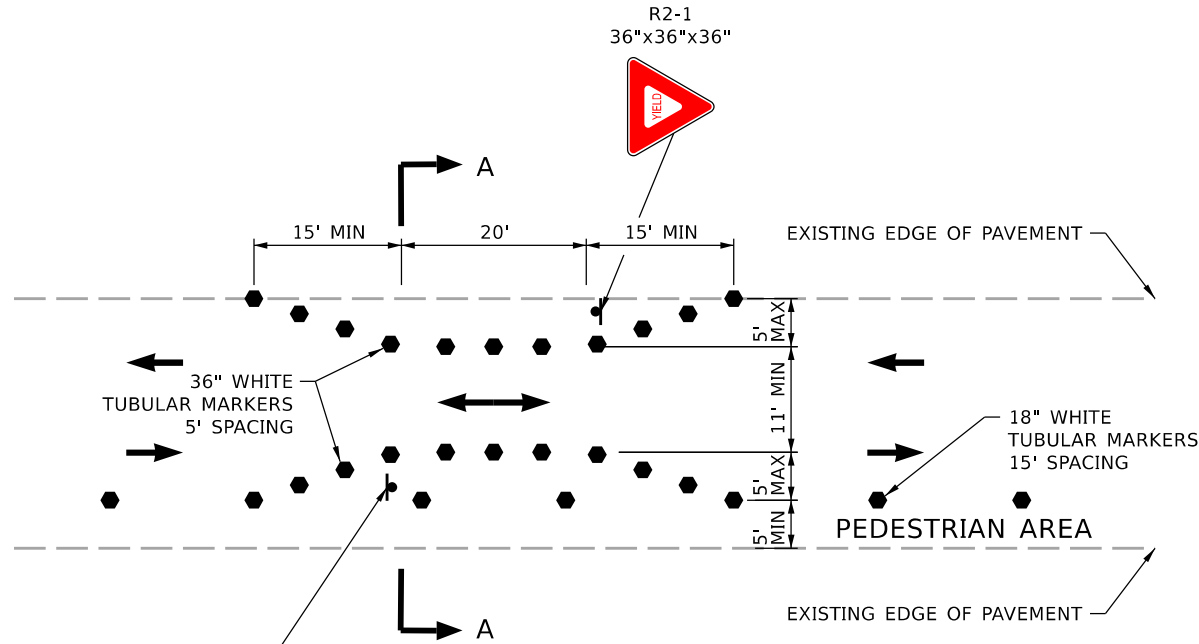 R2-1
36"x36"x36"
YIELD
A
15' MIN
20'
15' MIN
EXISTING EDGE OF PAVEMENT
5'
MAX
36" WHITE
TUBULAR MARKERS
5' SPACING
11' MIN
18" WHITE
TUBULAR MARKERS
15' SPACING
5'
MAX
5'
MIN
PEDESTRIAN AREA
EXISTING EDGE OF PAVEMENT
A